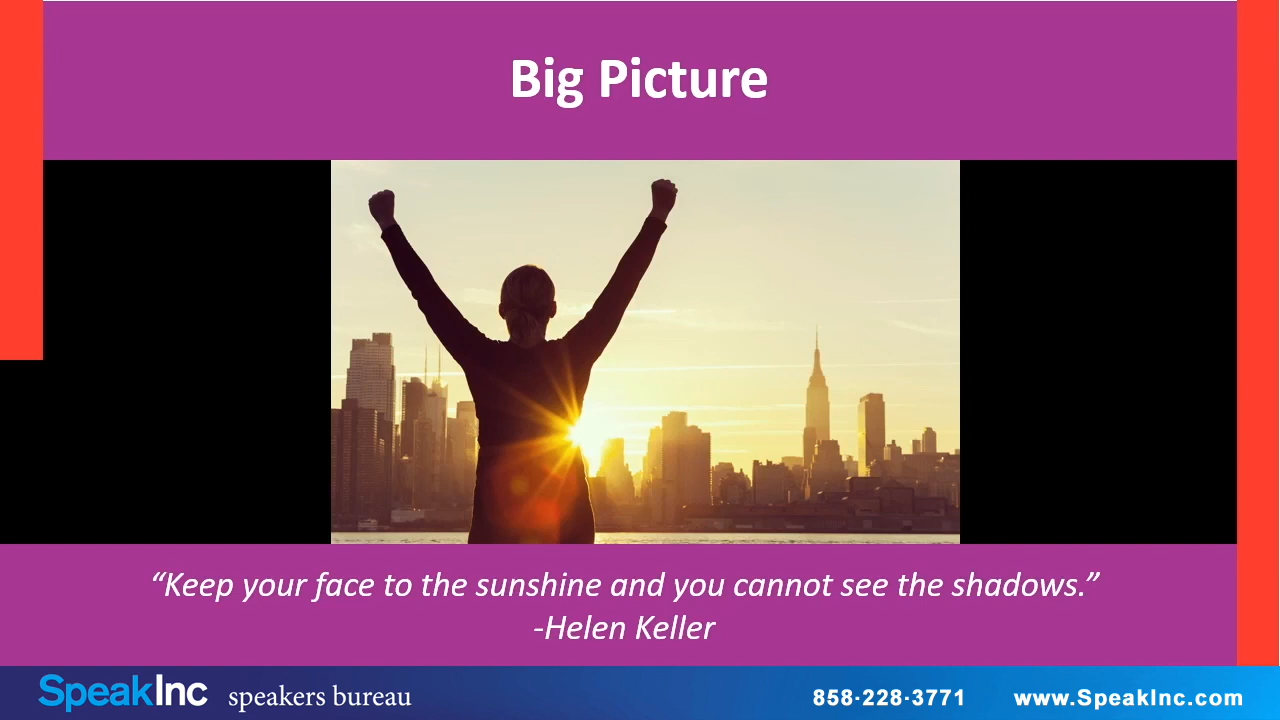 Big Picture
“Keep your face to the sunshine and you cannot see the shadows.”
-Helen Keller
SpeakInc speakers bureau
858·228·3771
www.SpeakInc.com